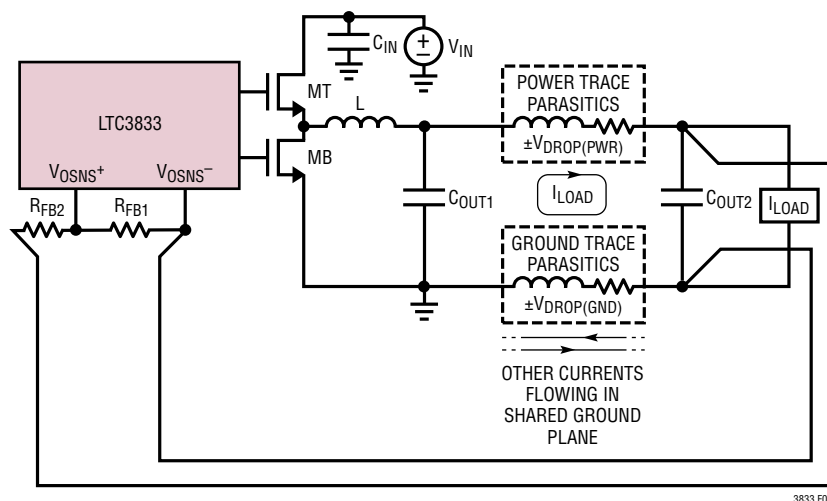 C_IN
V_IN
+
−
MT
LTC3833
V_OSNS+
V_OSNS−
MB
L
POWER TRACE
PARASITICS
±V_DROP(PWR)
I_LOAD
C_OUT1
C_OUT2
I_LOAD
R_FB2
R_FB1
GROUND TRACE
PARASITICS
±V_DROP(GND)
OTHER CURRENTS
FLOWING IN
SHARED GROUND
PLANE